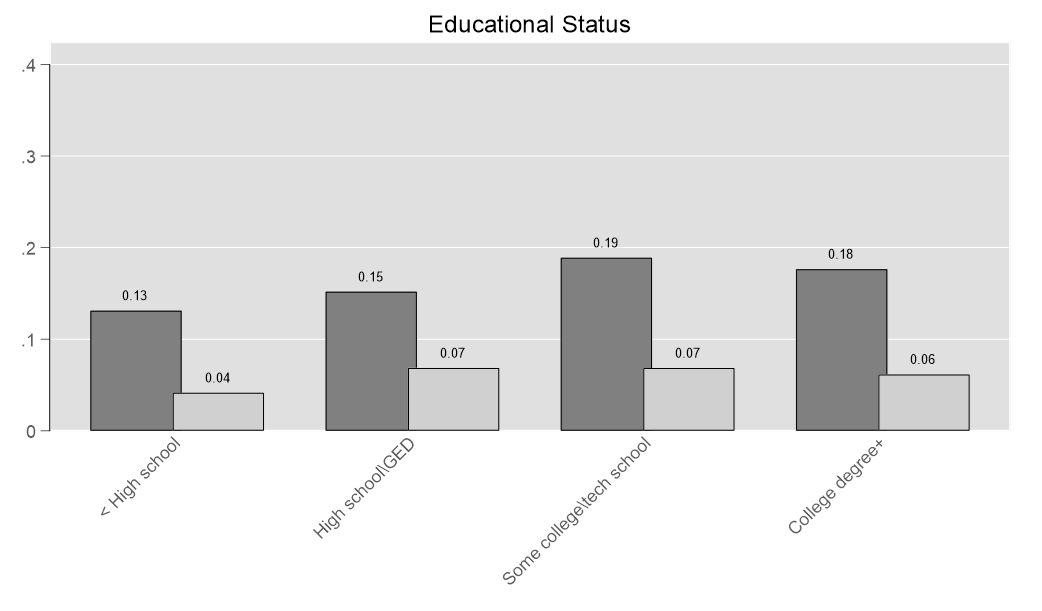 Educational Status
.4
.3
.2
.1
0
0.13
0.04
0.15
0.07
0.19
0.07
0.18
0.06
< High school
High school\GED
Some college\tech school
College degree+